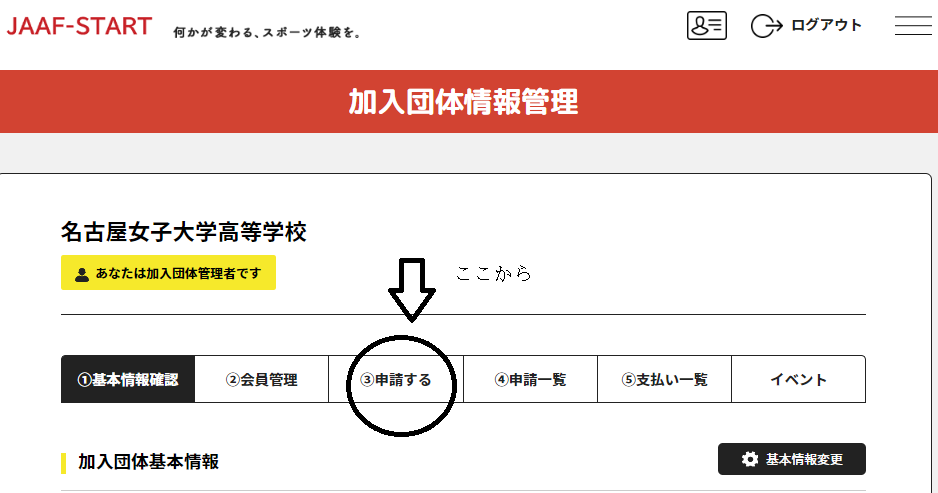 JAAF-START 何かが変わる、スポーツ体験を。 ログアウト
加入団体情報管理
名古屋女子大学高等学校
あなたは加入団体管理者です
ここから
①基本情報確認 ②会員管理 ③申請する ④申請一覧 ⑤支払い一覧 イベント
加入団体基本情報 基本情報変更